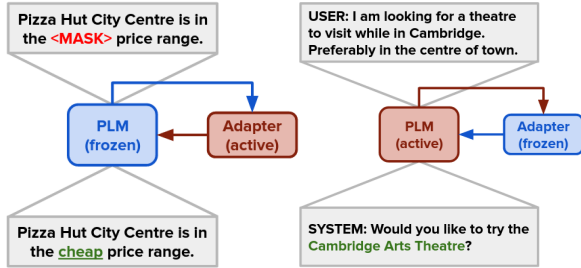 Pizza Hut City Centre is in
the <MASK> price range.
PLM
(frozen)
Adapter
(active)
Pizza Hut City Centre is in
the cheap price range.
USER: I am looking for a theatre
to visit while in Cambridge.
Preferably in the centre of town.
PLM
(active)
Adapter
(frozen)
SYSTEM: Would you like to try the
Cambridge Arts Theatre?